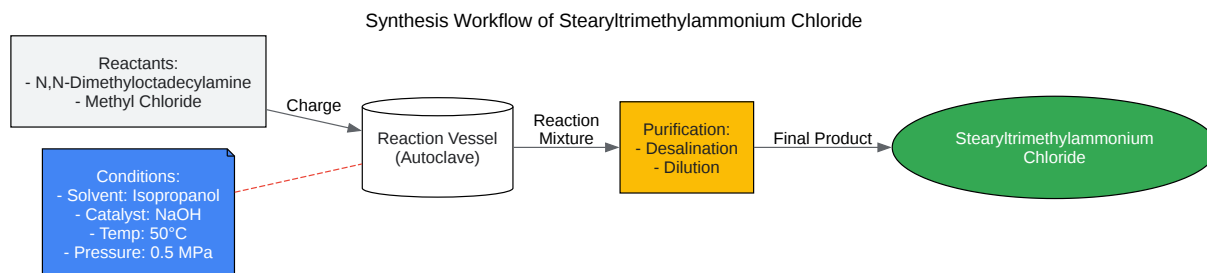 Synthesis Workflow of Stearyltrimethylammonium Chloride
Reactants:
- N,N-Dimethyloctadecylamine
- Methyl Chloride
Charge
Conditions:
- Solvent: Isopropanol
- Catalyst: NaOH
- Temp: 50°C
- Pressure: 0.5 MPa
Reaction Vessel
(Autoclave)
Reaction
Mixture
Purification:
- Desalination
- Dilution
Final Product
Stearyltrimethylammonium
Chloride